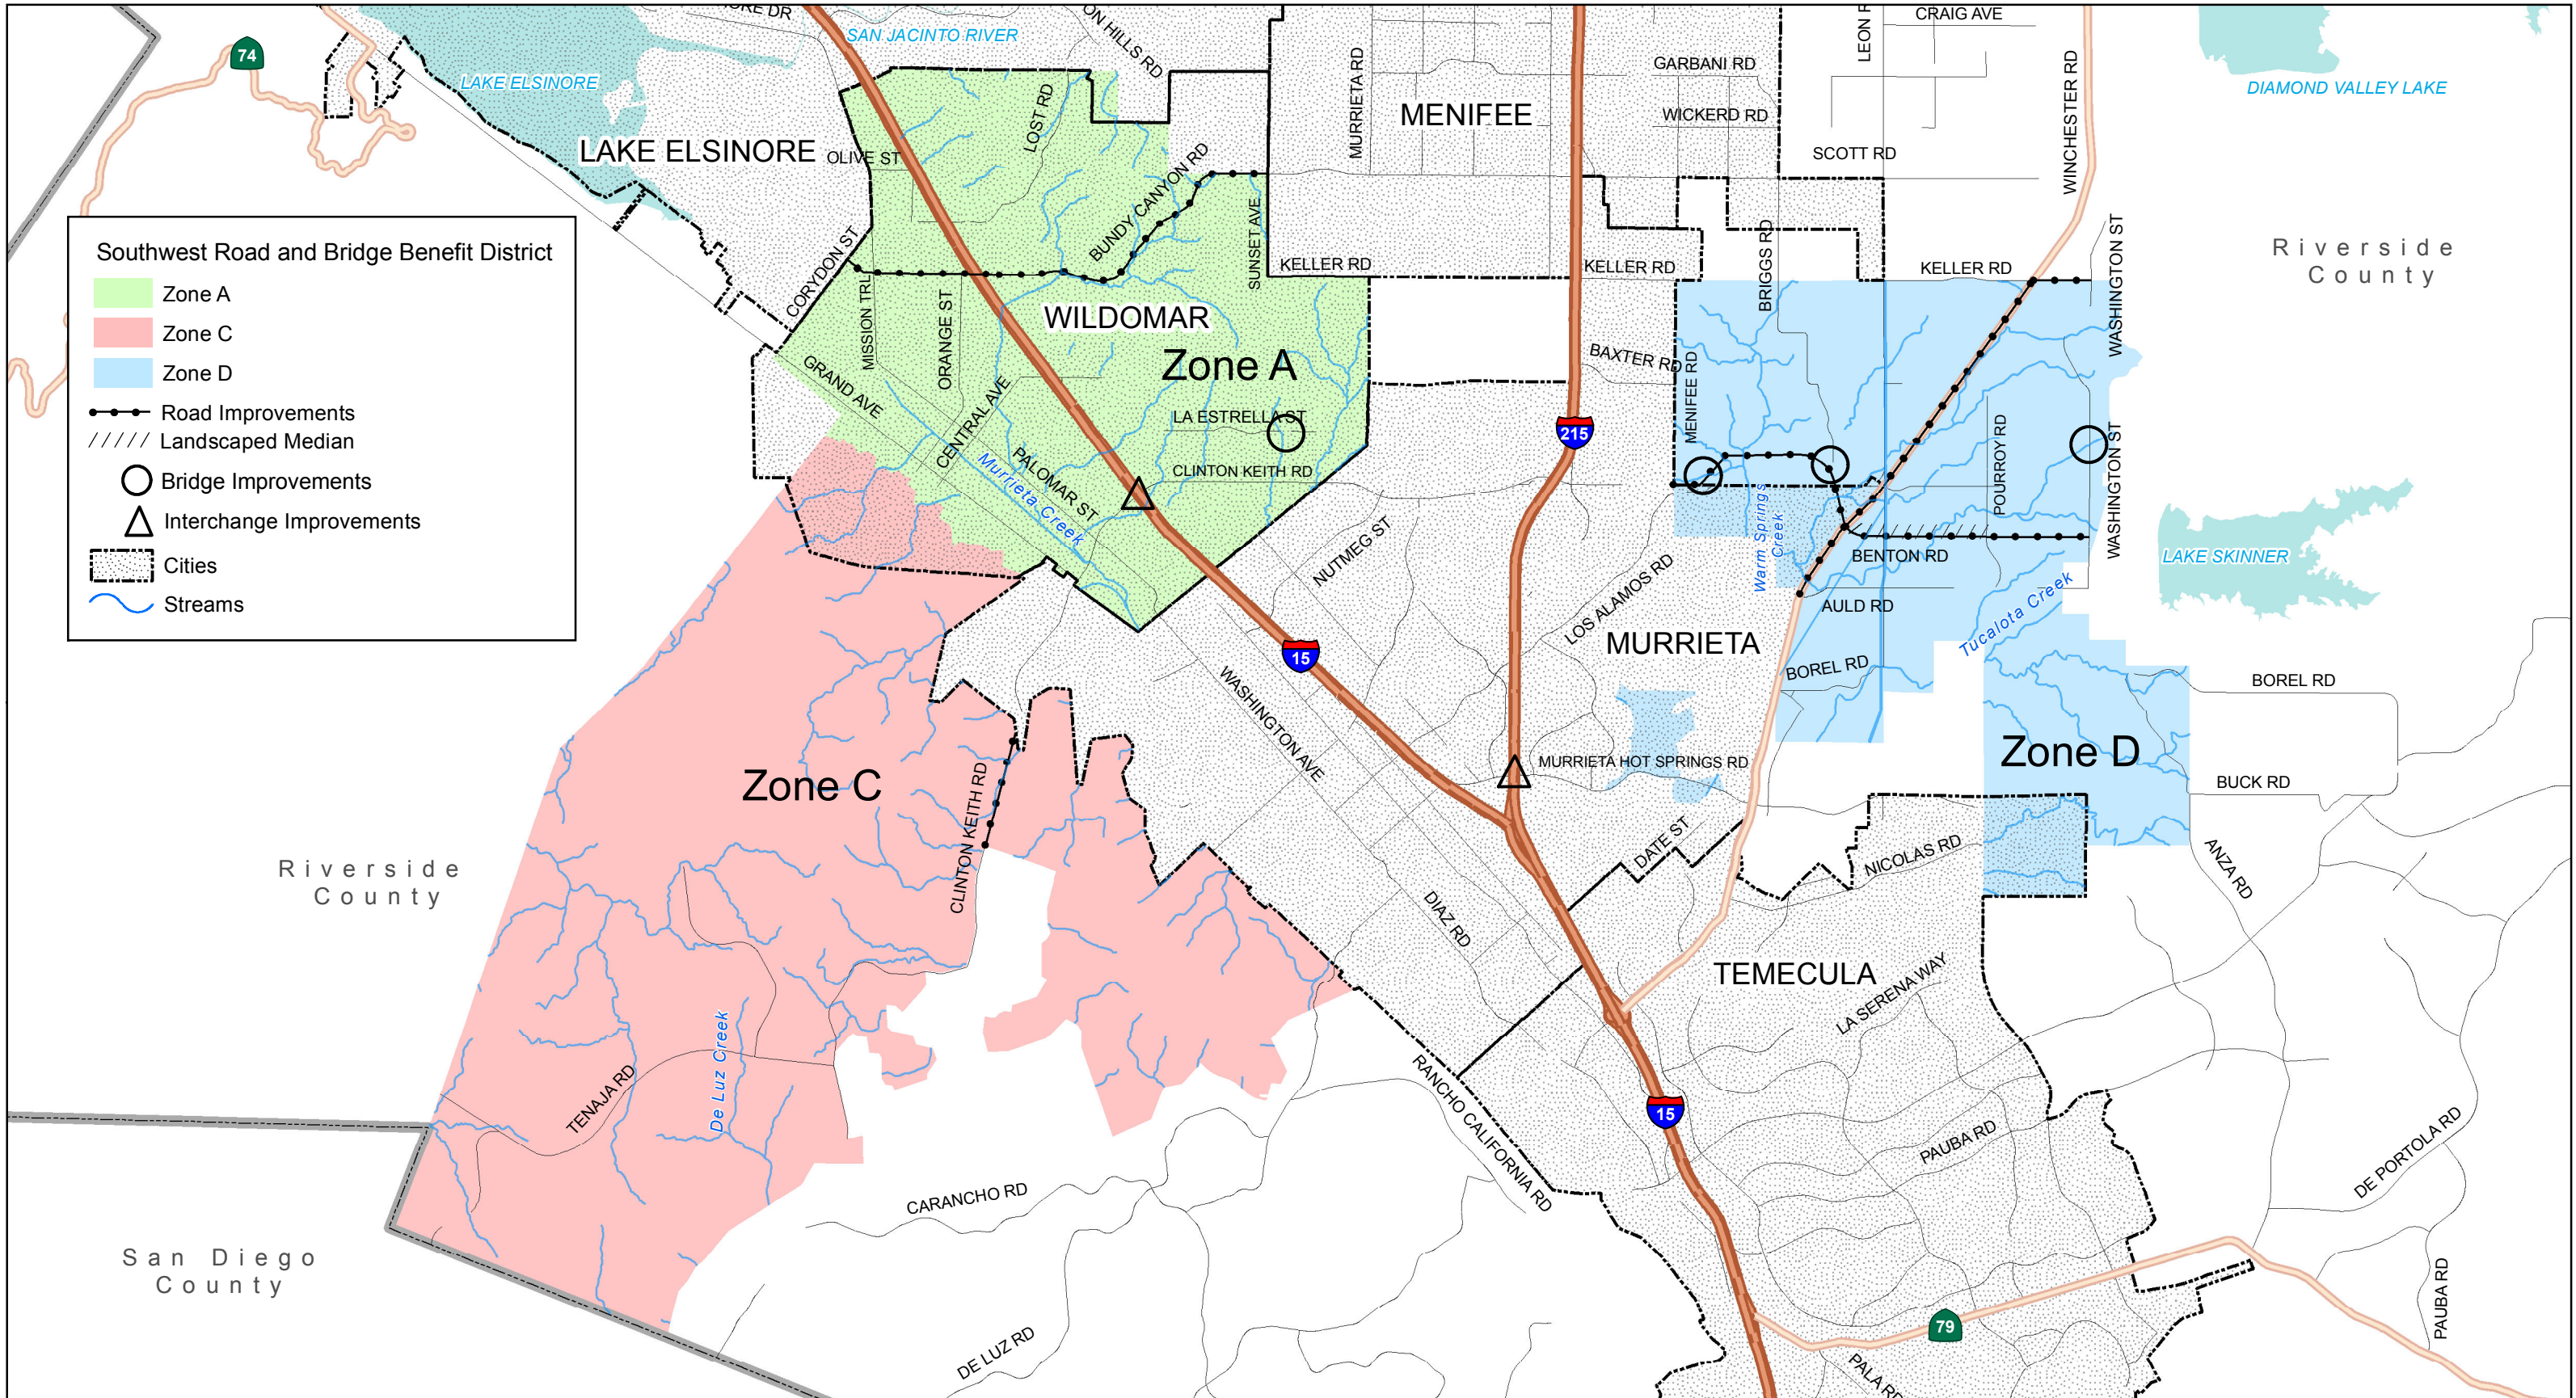 ORE DR
ON HILLS RD
SAN JACINTO RIVER
LEON R
CRAIG AVE
74
LAKE ELSINORE
MURRIETA RD
GARBANI RD
WINCHESTER RD
DIAMOND VALLEY LAKE
LOST RD
MENIFEE
WICKERD RD
LAKE ELSINORE
OLIVE ST
SCOTT RD
BUNDY CANYON RD
SUNSET AVE
BRIGGS RD
WASHINGTON ST
Riverside
County
CORYDON ST
KELLER RD
KELLER RD
KELLER RD
Southwest Road and Bridge Benefit District
Zone A
Zone C
Zone D
Road Improvements
Landscaped Median
Bridge Improvements
Interchange Improvements
Cities
Streams
MISSION TRL
ORANGE ST
WILDOMAR
Zone A
BAXTER RD
MENIFEE RD
GRAND AVE
CENTRAL AVE
LA ESTRELLA ST
215
POURROY RD
WASHINGTON ST
PALOMAR ST
Murrieta Creek
CLINTON KEITH RD
Warm Springs
Creek
NUTMEG ST
LOS ALAMOS RD
BENTON RD
LAKE SKINNER
AULD RD
Tucalota Creek
15
MURRIETA
BOREL RD
BOREL RD
WASHINGTON AVE
Zone C
CLINTON KEITH RD
MURRIETA HOT SPRINGS RD
Zone D
BUCK RD
Riverside
County
DATE ST
NICOLAS RD
ANZA RD
DIAZ RD
TEMECULA
LA SERENA WAY
De Luz Creek
TENAJA RD
RANCHO CALIFORNIA RD
15
PAUBA RD
DE PORTOLA RD
CARANCHO RD
San Diego
County
PAUBA RD
79
DE LUZ RD
PALA RD